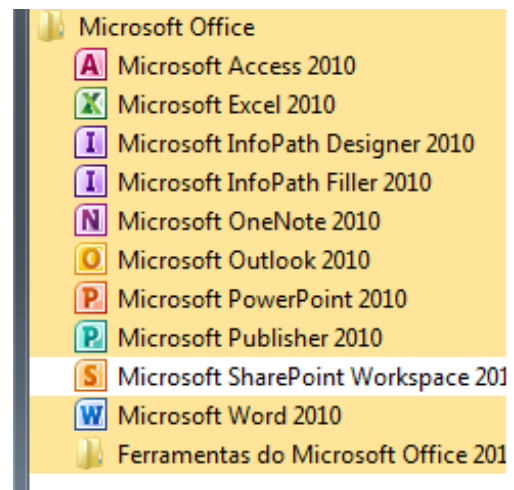 Microsoft Office
Microsoft Access 2010
Microsoft Excel 2010
Microsoft InfoPath Designer 2010
Microsoft InfoPath Filler 2010
Microsoft OneNote 2010
Microsoft Outlook 2010
Microsoft PowerPoint 2010
Microsoft Publisher 2010
Microsoft SharePoint Workspace 201
Microsoft Word 2010
Ferramentas do Microsoft Office 201